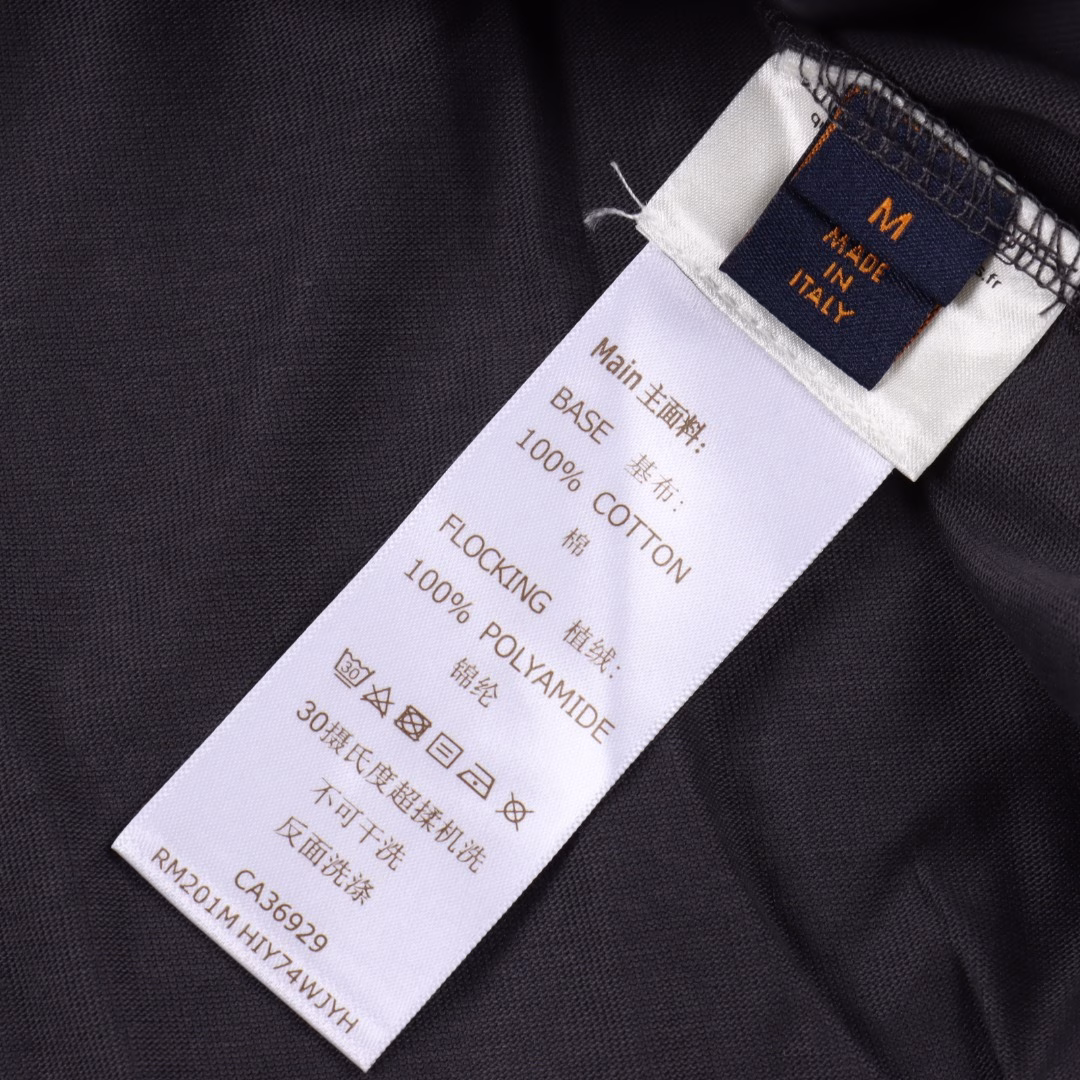 M
MADE
IN
ITALY
Main 主面料:
BASE 基布:
100% COTTON
棉
FLOCKING 植绒:
100% POLYAMIDE
锦纶
30
30摄氏度超揉机洗
不可干洗
反面洗涤
CA36929
RM201M HIY74WJYH